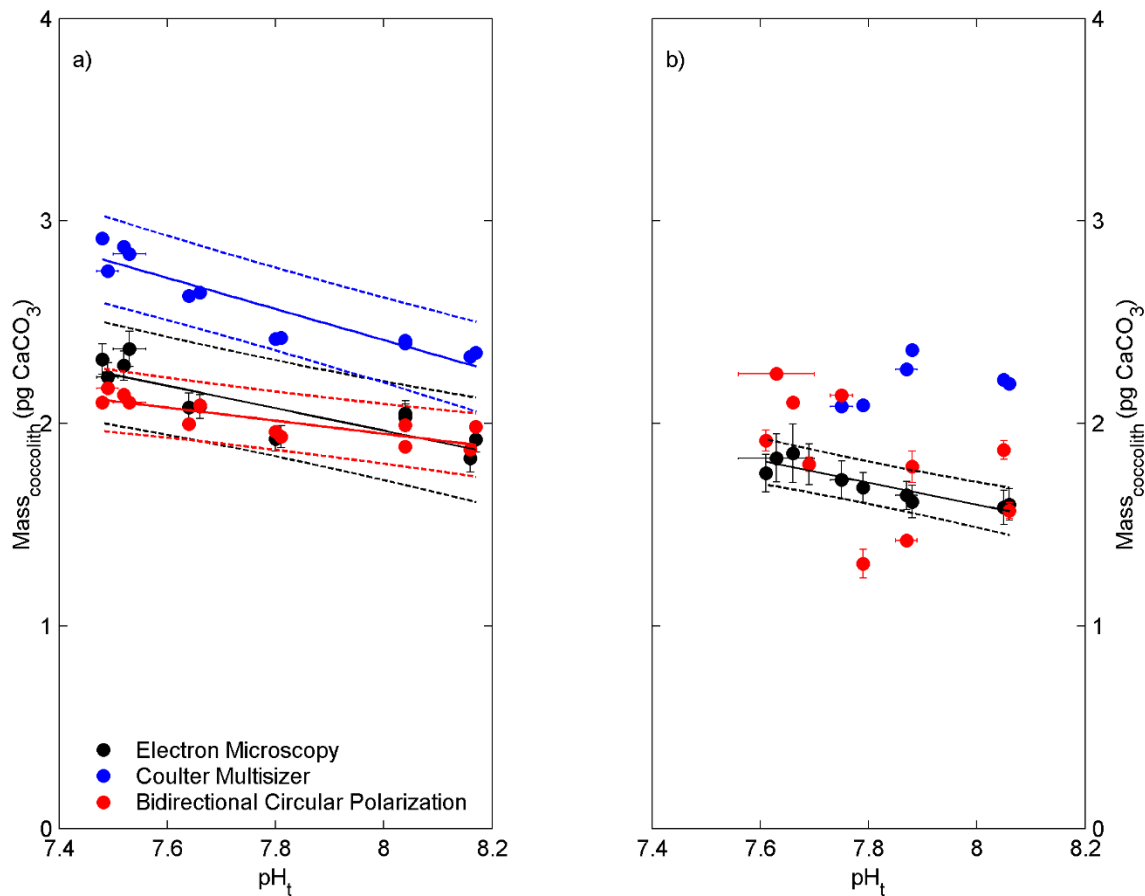 4
3
2
1
0
Mass_coccolith (pg CaCO₃)
a)
Electron Microscopy
Coulter Multisizer
Bidirectional Circular Polarization
7.4 7.6 7.8 8 8.2
pH_t
b)
7.4 7.6 7.8 8 8.2
pH_t
4
3
2
1
0
Mass_coccolith (pg CaCO₃)